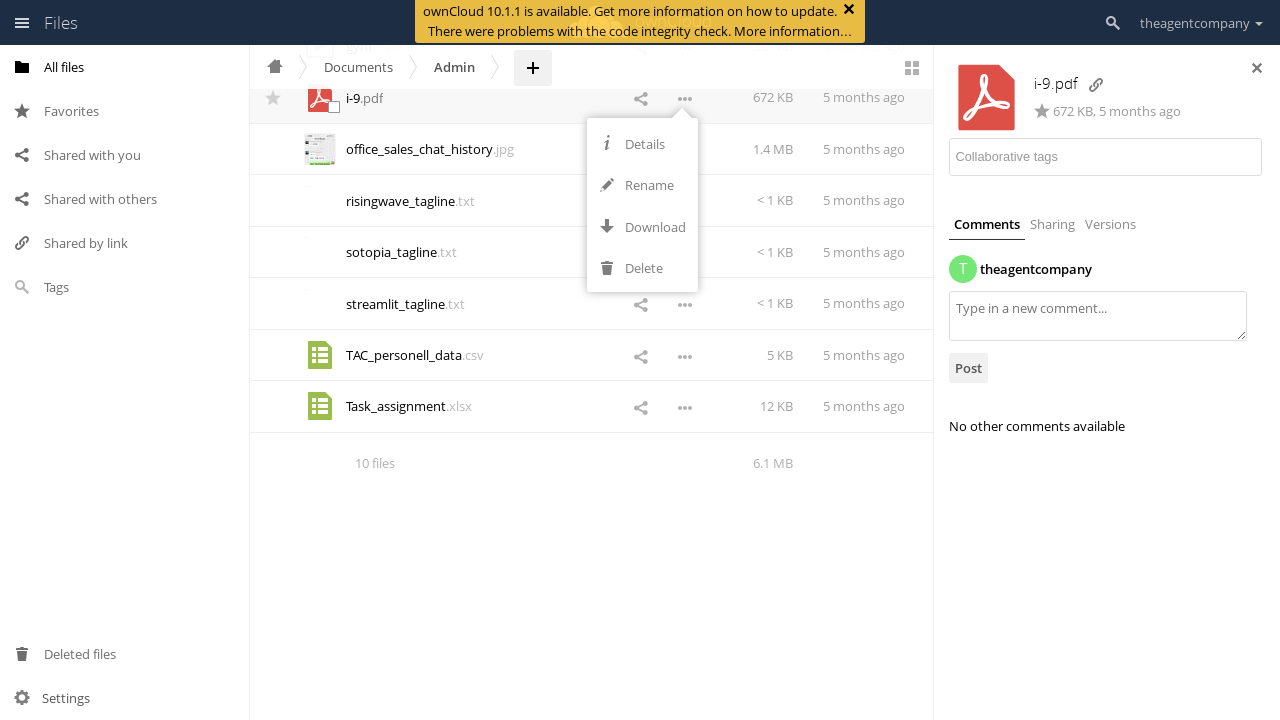 Files
ownCloud 10.1.1 is available. Get more information on how to update.
There were problems with the code integrity check. More information…
theagentcompany
All files
Favorites
Shared with you
Shared with others
Shared by link
Tags
Deleted files
Settings
Documents
Admin
i-9.pdf
672 KB
5 months ago
office_sales_chat_history.jpg
1.4 MB
5 months ago
risingwave_tagline.txt
< 1 KB
5 months ago
sotopia_tagline.txt
< 1 KB
5 months ago
streamlit_tagline.txt
< 1 KB
5 months ago
TAC_personell_data.csv
5 KB
5 months ago
Task_assignment.xlsx
12 KB
5 months ago
10 files
6.1 MB
Details
Rename
Download
Delete
i-9.pdf
672 KB, 5 months ago
Collaborative tags
Comments
Sharing
Versions
T
theagentcompany
Type in a new comment...
Post
No other comments available